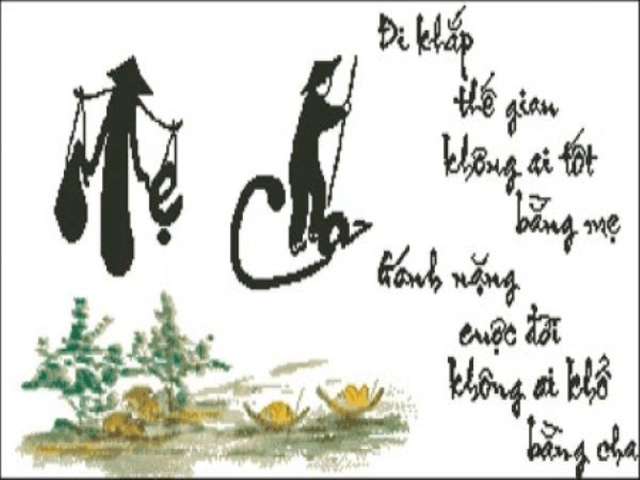 Mẹ
Cha
Đi khắp
thế gian
không ai tốt
bằng mẹ
Gánh nặng
cuộc đời
không ai khổ
bằng cha